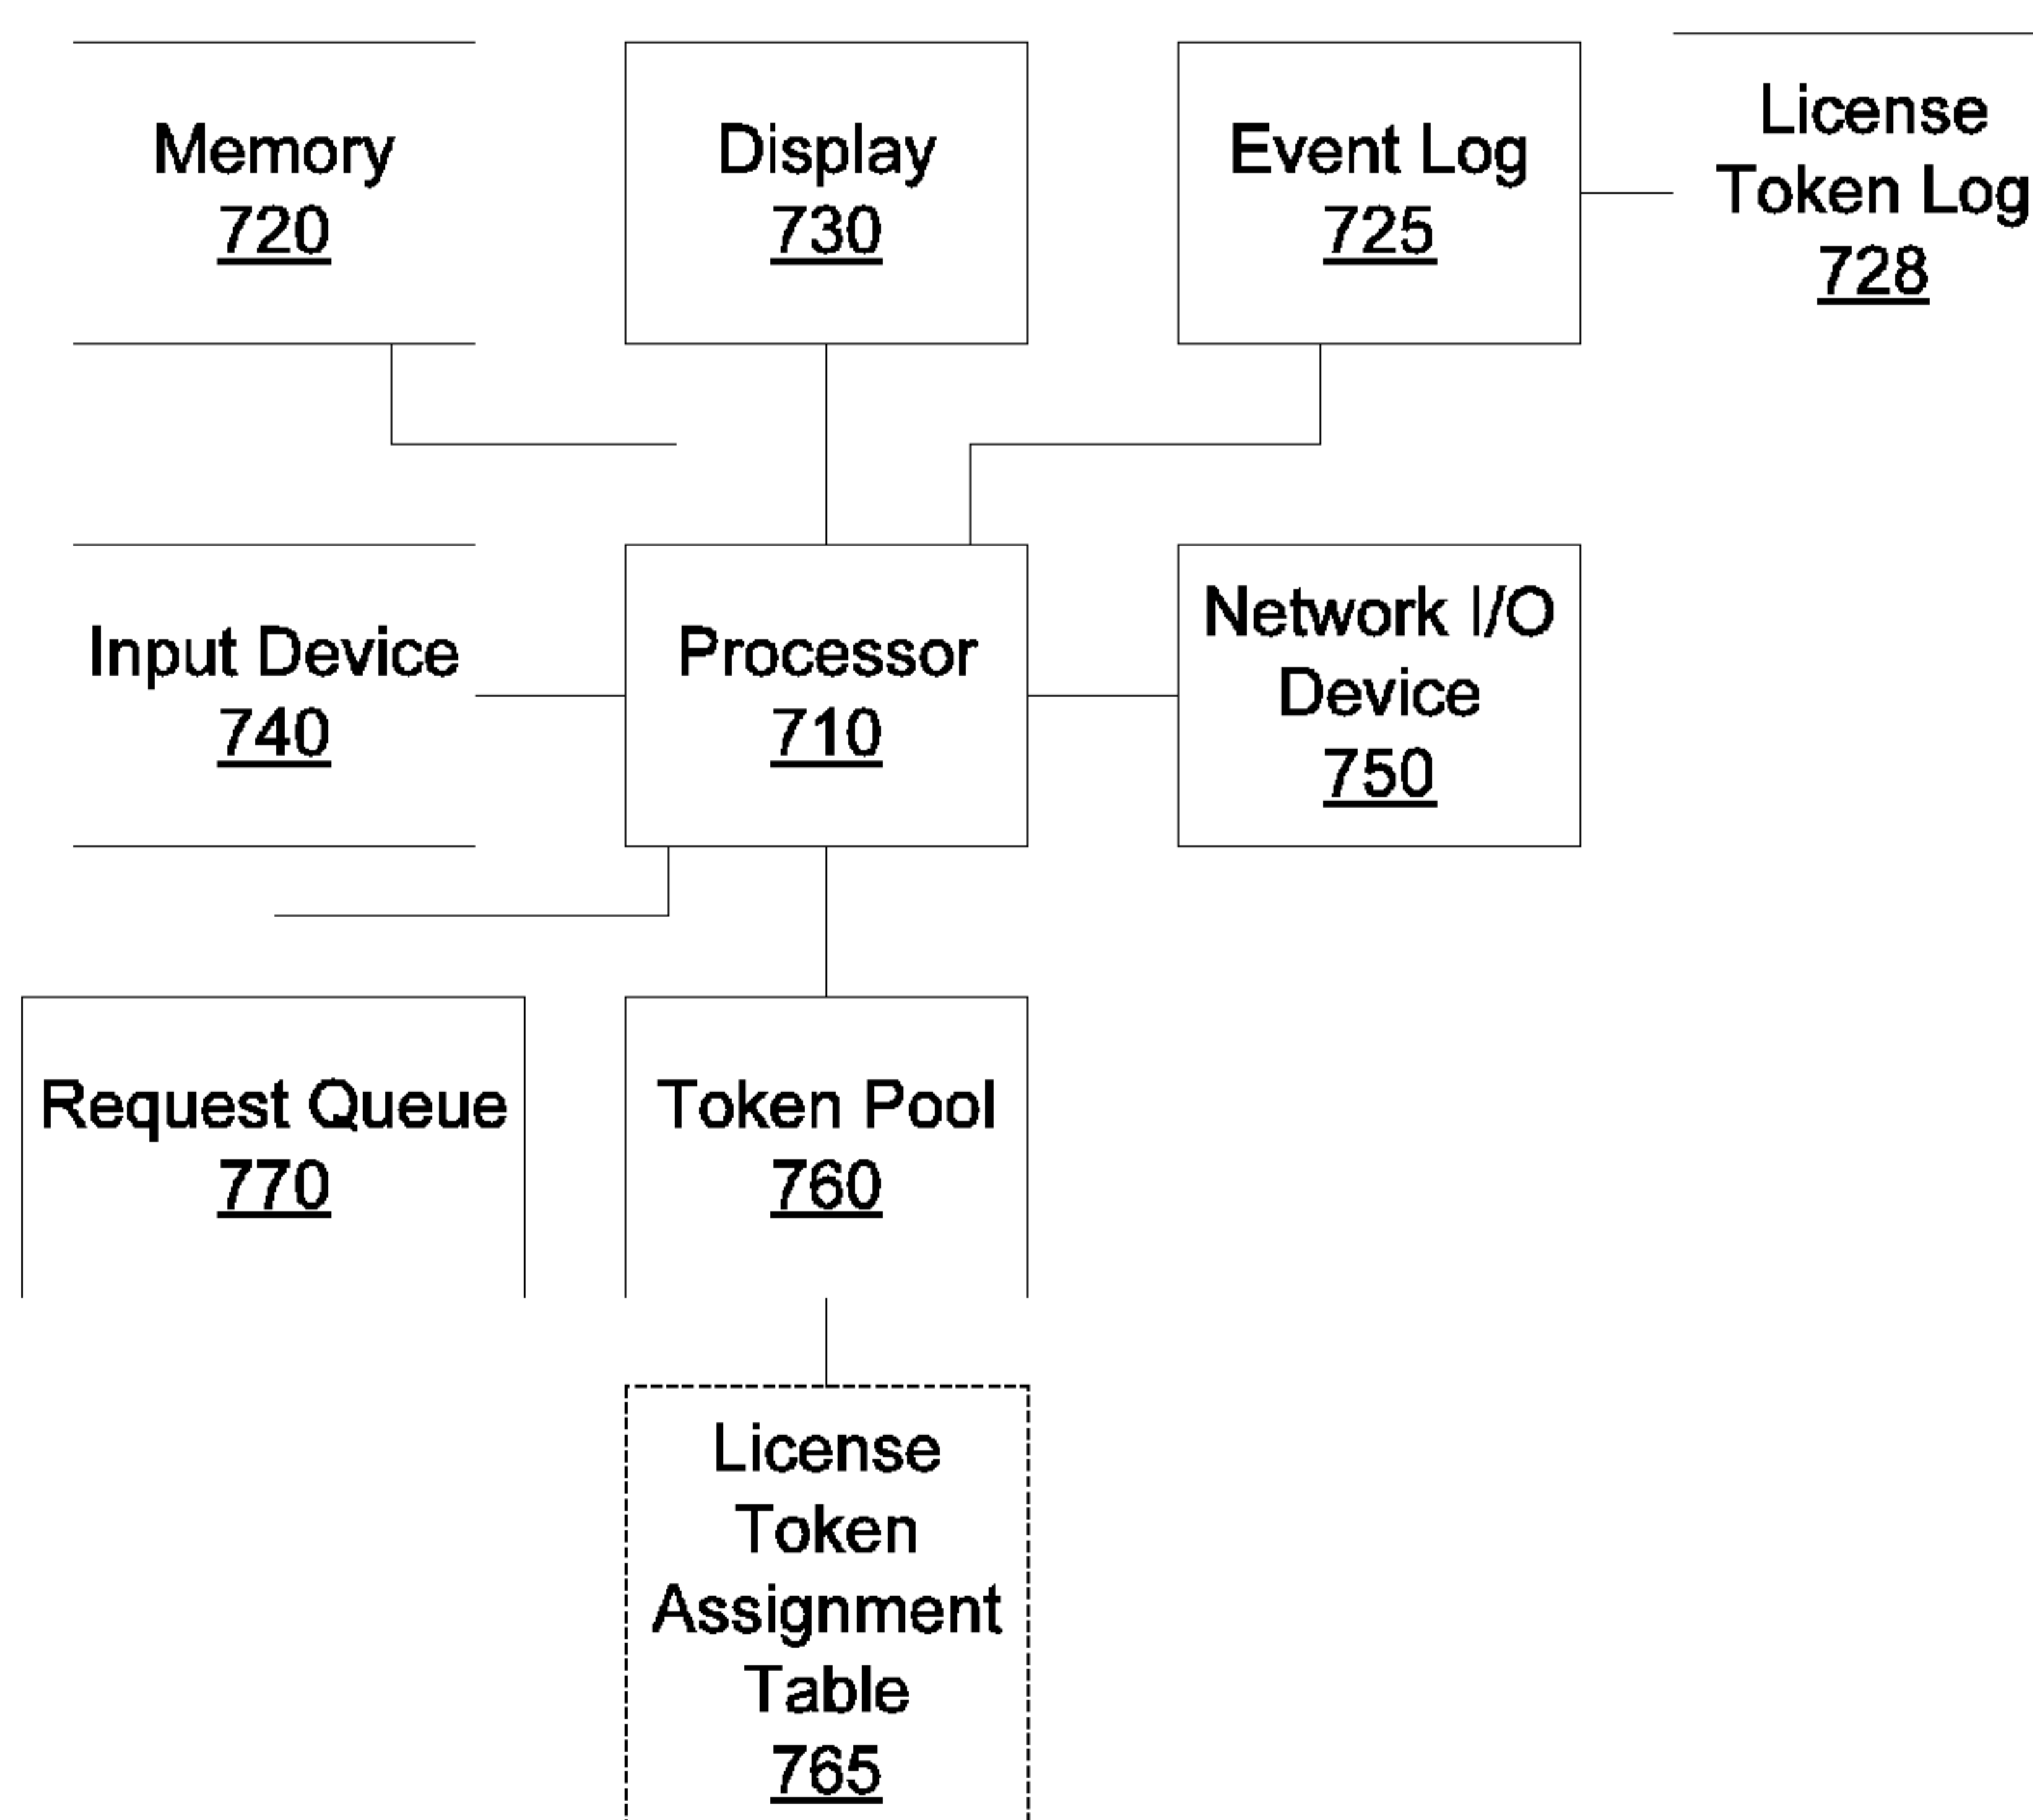 Memory
720
Display
730
Event Log
725
License
Token Log
728
Input Device
740
Processor
710
Network I/O
Device
750
Request Queue
770
Token Pool
760
License
Token
Assignment
Table
765